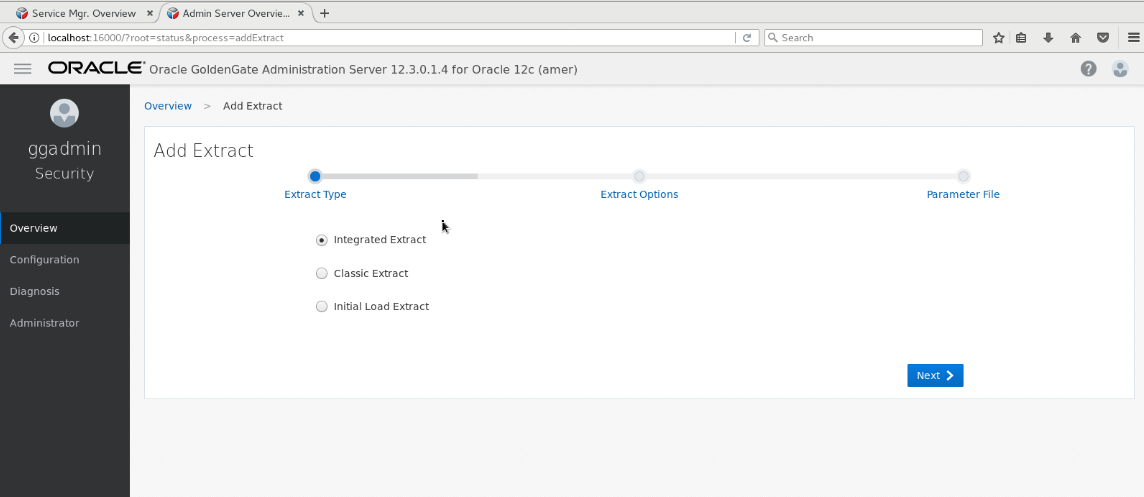 Service Mgr. Overview
Admin Server Overvie...
localhost:16000/?root=status&process=addExtract
Search
ORACLE Oracle GoldenGate Administration Server 12.3.0.1.4 for Oracle 12c (amer)
ggadmin
Security
Overview
Configuration
Diagnosis
Administrator
Overview > Add Extract
Add Extract
Extract Type
Extract Options
Parameter File
Integrated Extract
Classic Extract
Initial Load Extract
Next